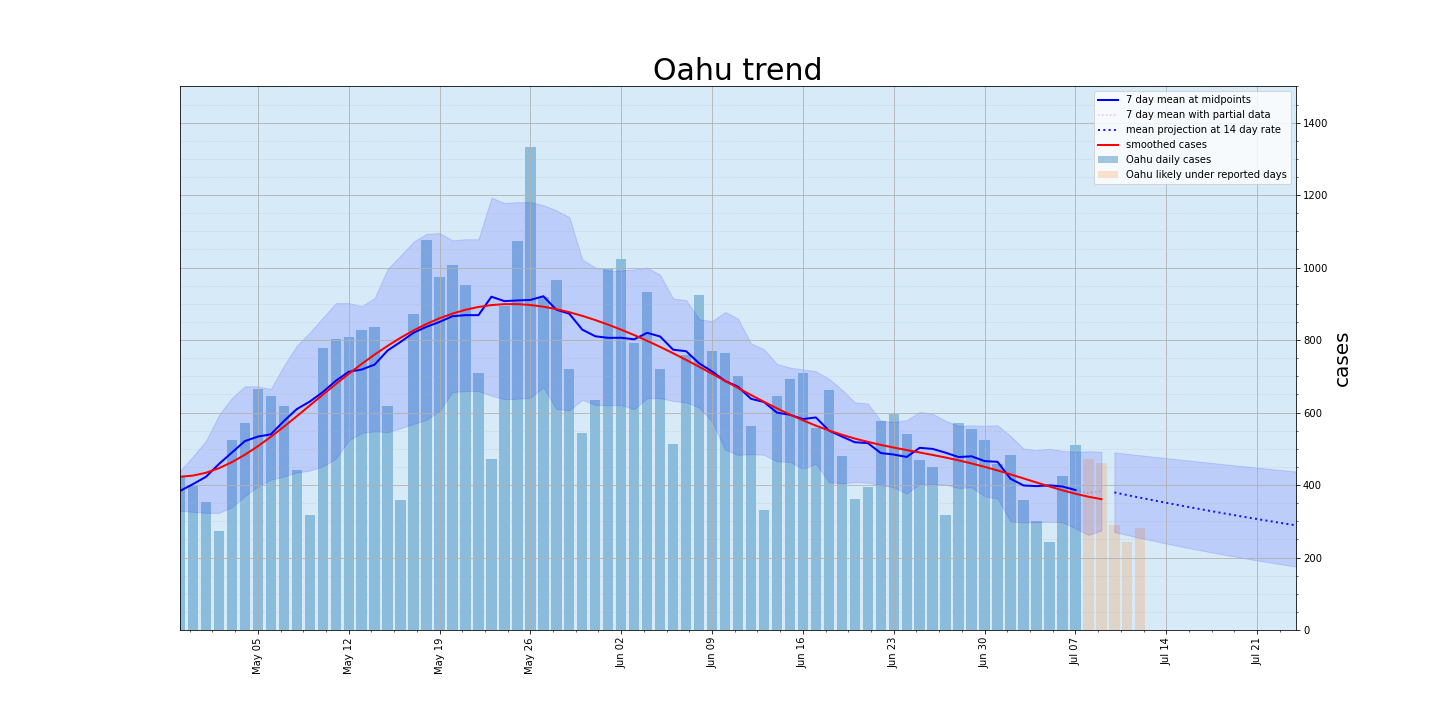 Oahu trend
7 day mean at midpoints
7 day mean with partial data
mean projection at 14 day rate
smoothed cases
Oahu daily cases
Oahu likely under reported days
1400
1200
1000
800
600
400
200
0
cases
May 05
May 12
May 19
May 26
Jun 02
Jun 09
Jun 16
Jun 23
Jun 30
Jul 07
Jul 14
Jul 21